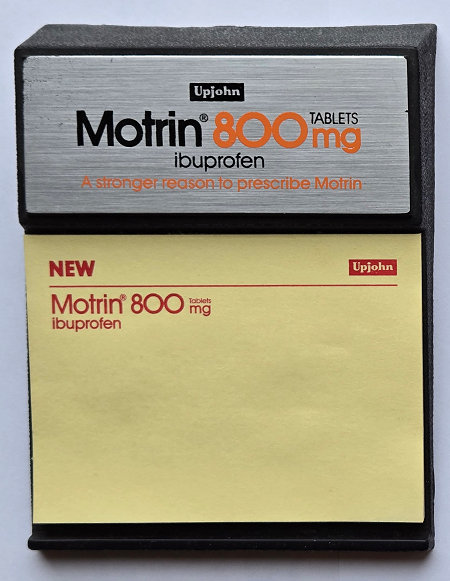 Upjohn
Motrin® 800 mg TABLETS
ibuprofen
A stronger reason to prescribe Motrin
NEW Upjohn
Motrin® 800 mg Tablets
ibuprofen